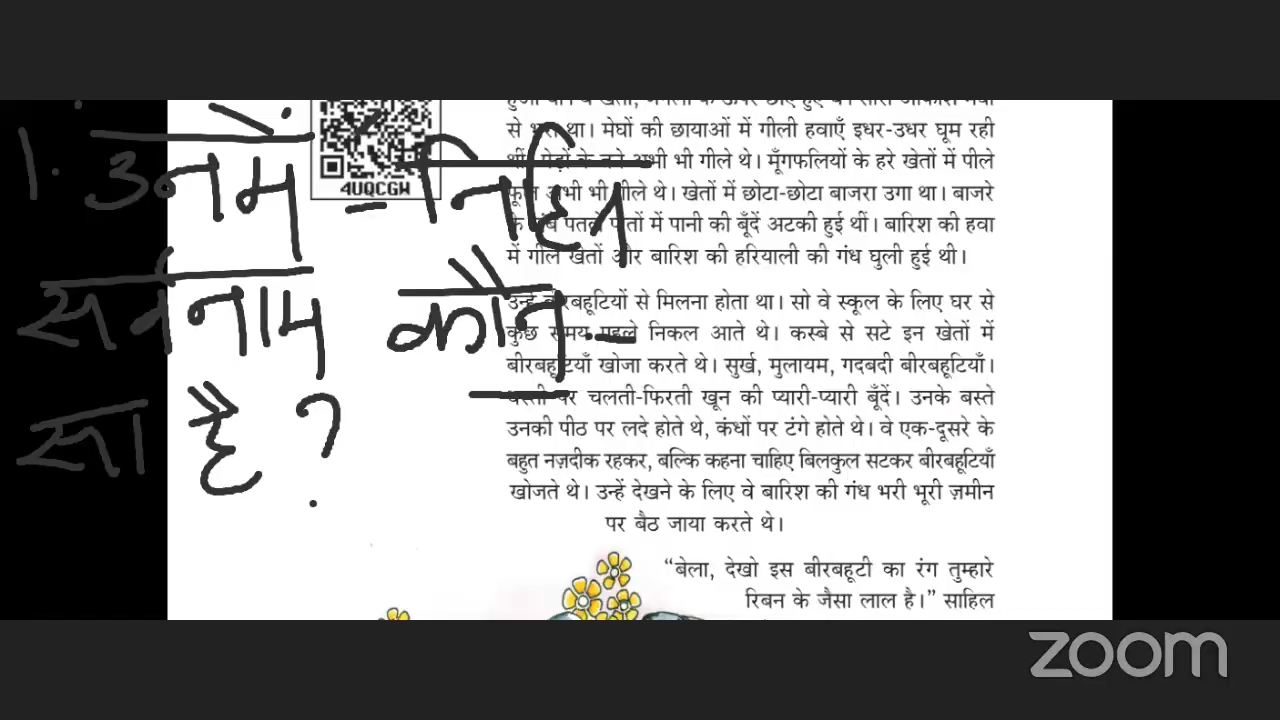 1. उनमें - निहित
सर्वनाम कौन -
सा है ?
4UQCGW
से भरा था। मेघों की छायाओं में गीली हवाएँ इधर-उधर घूम रही
थीं। पेड़ों के तने अभी भी गीले थे। मूँगफलियों के हरे खेतों में पीले
फूल अभी भी गीले थे। खेतों में छोटा-छोटा बाजरा उगा था। बाजरे
के लंबे पतले पातों में पानी की बूँदें अटकी हुई थीं। बारिश की हवा
में गीले खेतों और बारिश की हरियाली की गंध घुली हुई थी।
उन्हें बीरबहूटियों से मिलना होता था। सो वे स्कूल के लिए घर से
कुछ समय पहले निकल आते थे। कस्बे से सटे इन खेतों में
बीरबहूटियाँ खोजा करते थे। सुर्ख, मुलायम, गदबदी बीरबहूटियाँ।
धरती पर चलती-फिरती खून की प्यारी-प्यारी बूँदें। उनके बस्ते
उनकी पीठ पर लदे होते थे, कंधों पर टंगे होते थे। वे एक-दूसरे के
बहुत नज़दीक रहकर, बल्कि कहना चाहिए बिलकुल सटकर बीरबहूटियाँ
खोजते थे। उन्हें देखने के लिए वे बारिश की गंध भरी भूरी ज़मीन
पर बैठ जाया करते थे।
“बेला, देखो इस बीरबहूटी का रंग तुम्हारे
रिबन के जैसा लाल है।” साहिल
zoom